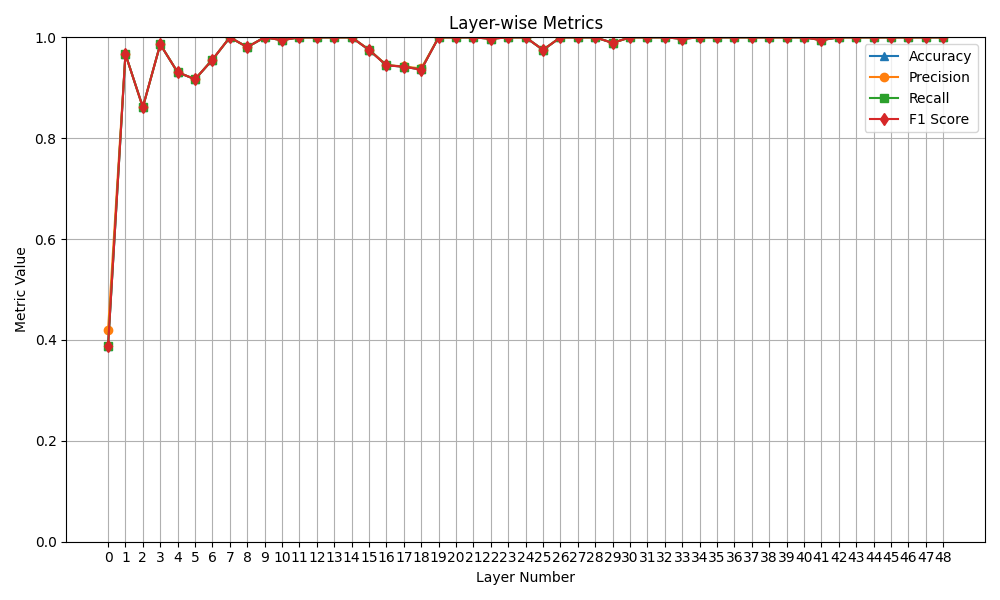 Layer-wise Metrics
Metric Value
1.0
0.8
0.6
0.4
0.2
0.0
Accuracy
Precision
Recall
F1 Score
0 1 2 3 4 5 6 7 8 9 10 11 12 13 14 15 16 17 18 19 20 21 22 23 24 25 26 27 28 29 30 31 32 33 34 35 36 37 38 39 40 41 42 43 44 45 46 47 48
Layer Number